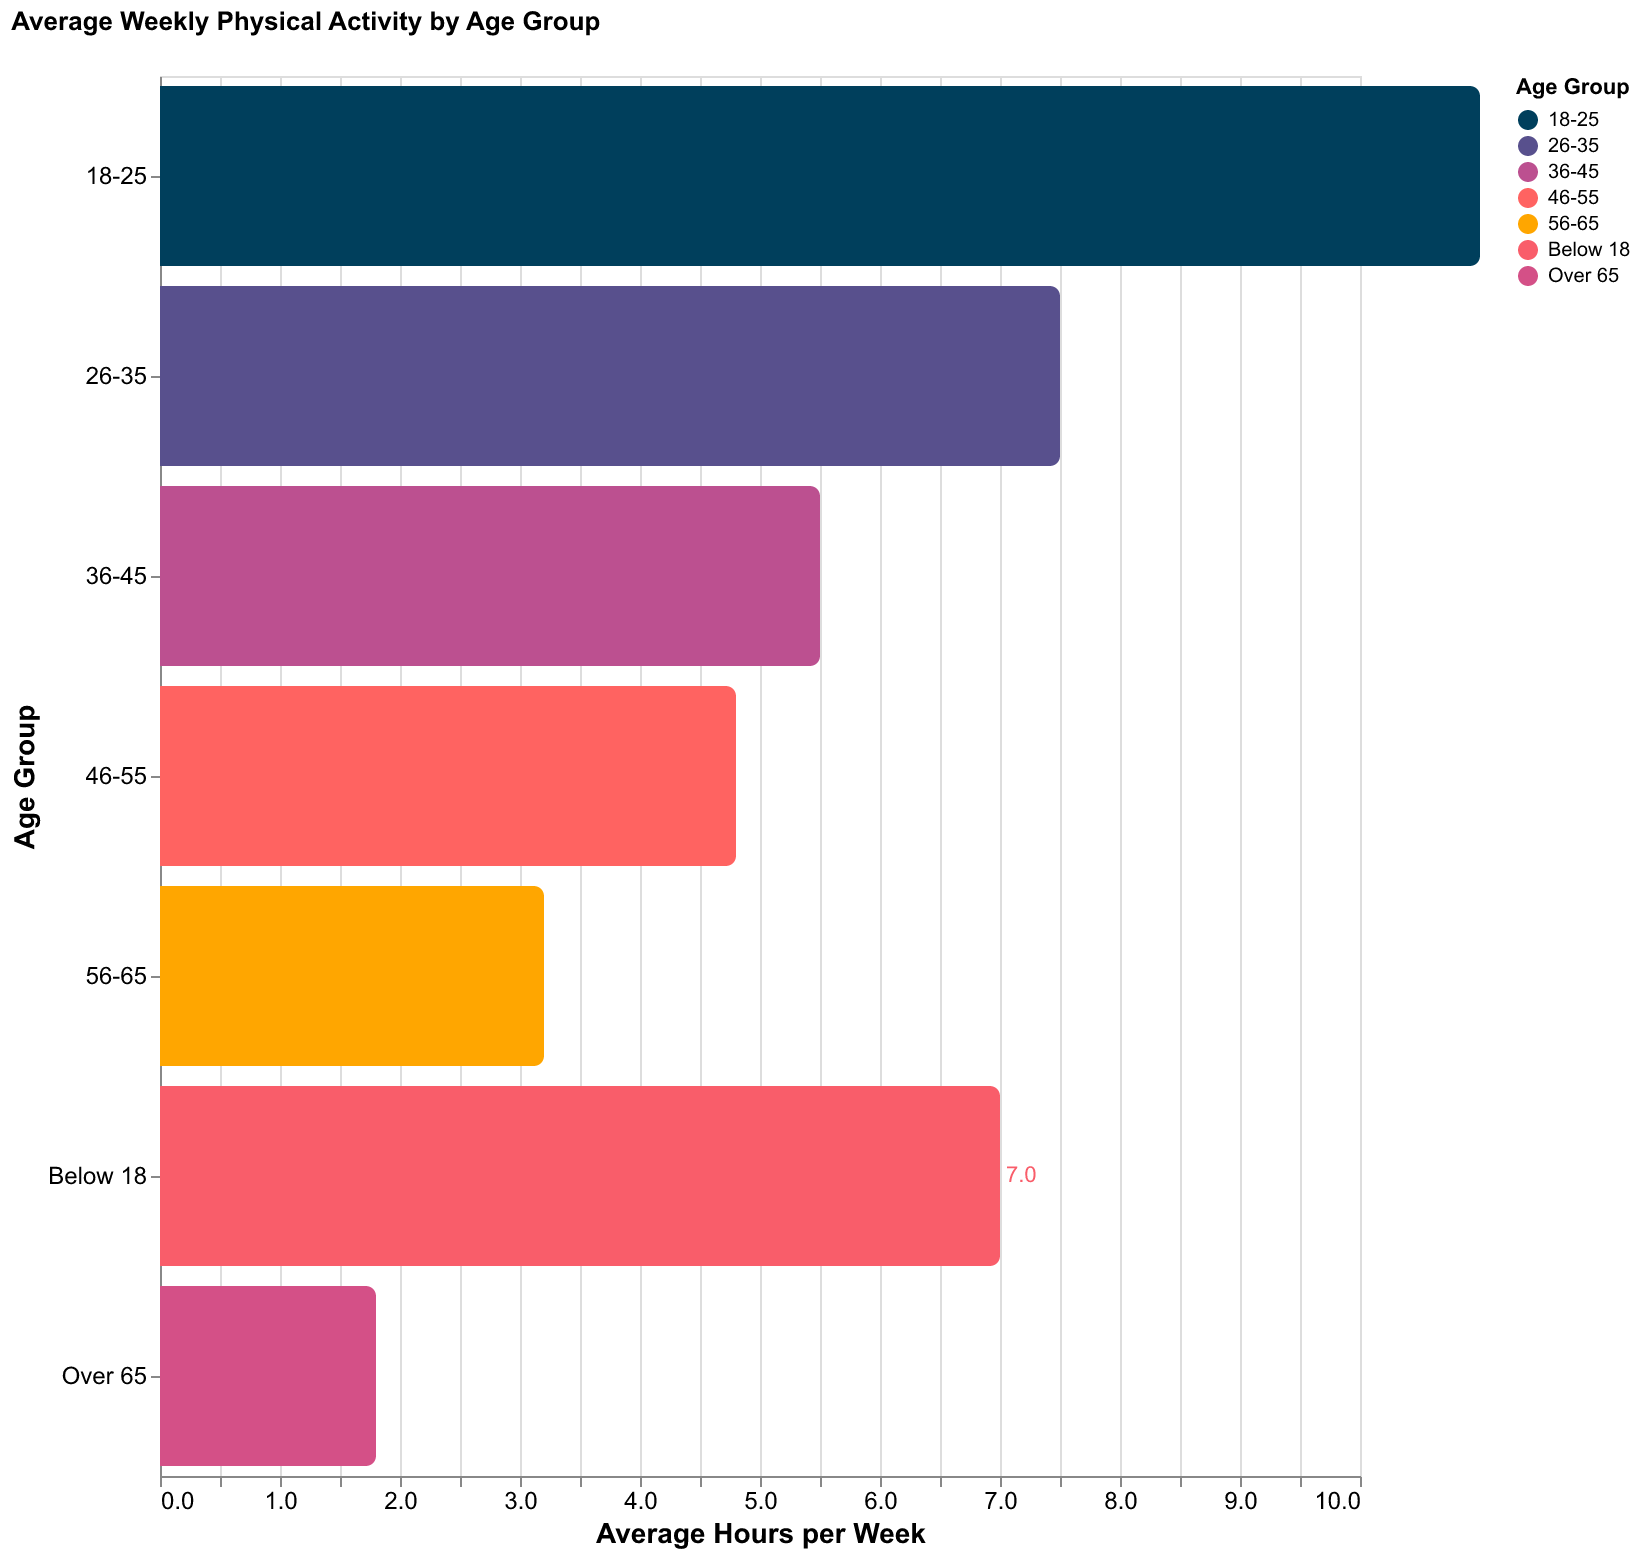 Average Weekly Physical Activity by Age Group
Age Group
18-25
26-35
36-45
46-55
56-65
Below 18
Over 65
18-25
26-35
36-45
46-55
56-65
Below 18
Over 65
Age Group
7.0
0.0 1.0 2.0 3.0 4.0 5.0 6.0 7.0 8.0 9.0 10.0
Average Hours per Week